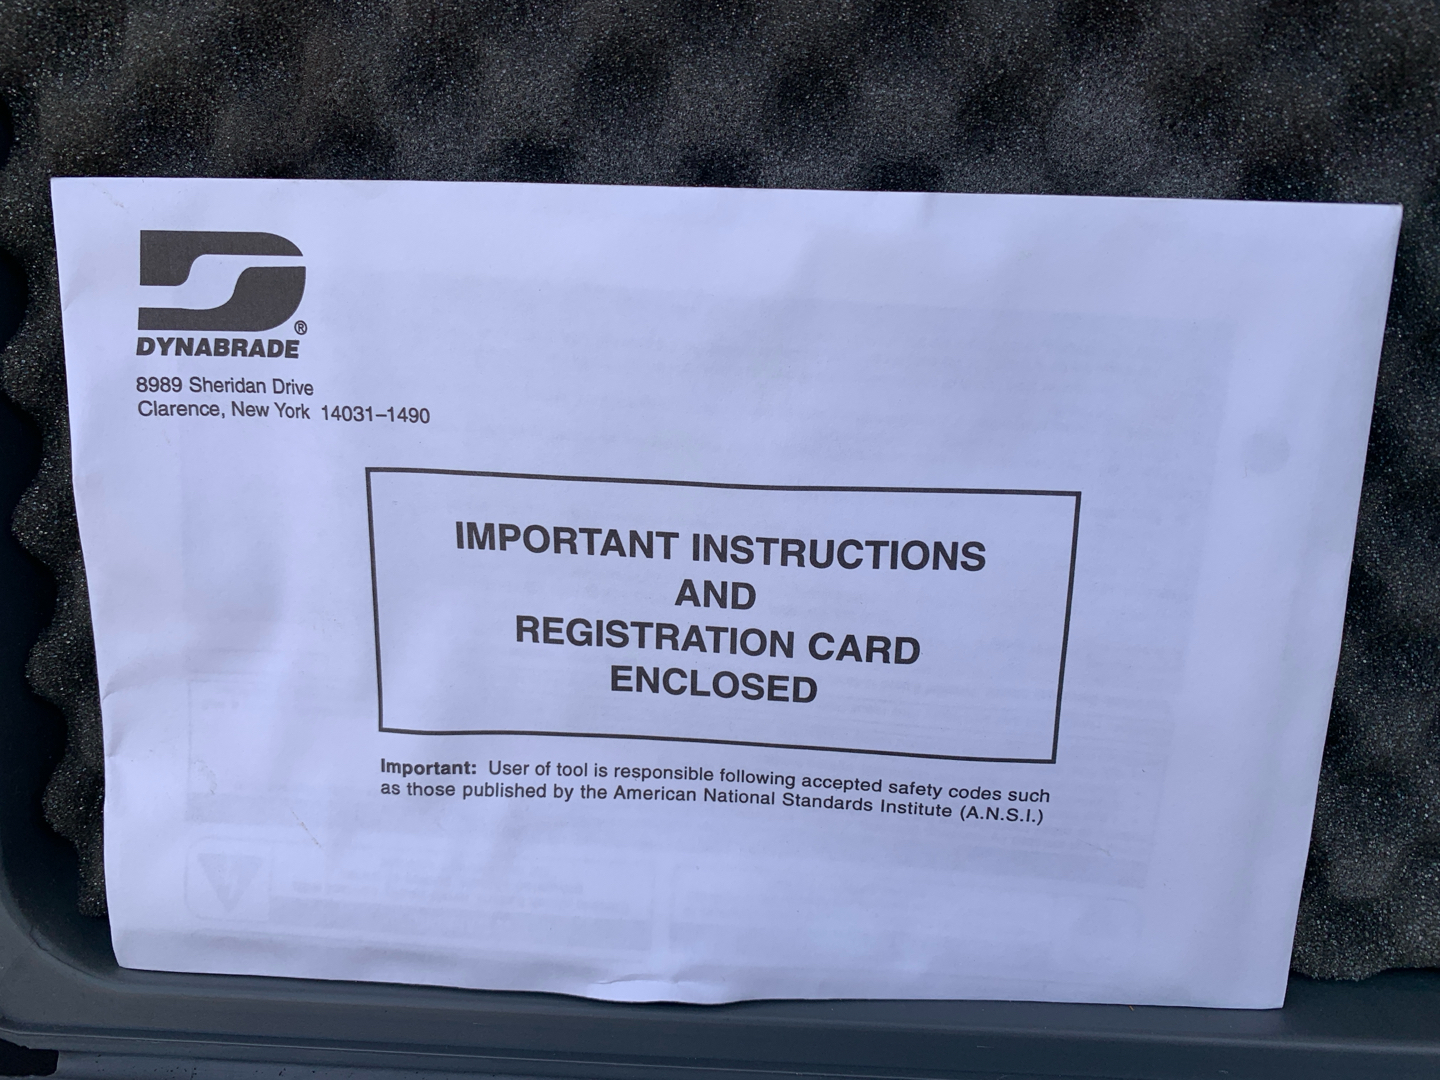 ®
DYNABRADE
8989 Sheridan Drive
Clarence, New York 14031–1490
IMPORTANT INSTRUCTIONS
AND
REGISTRATION CARD
ENCLOSED
Important: User of tool is responsible following accepted safety codes such
as those published by the American National Standards Institute (A.N.S.I.)